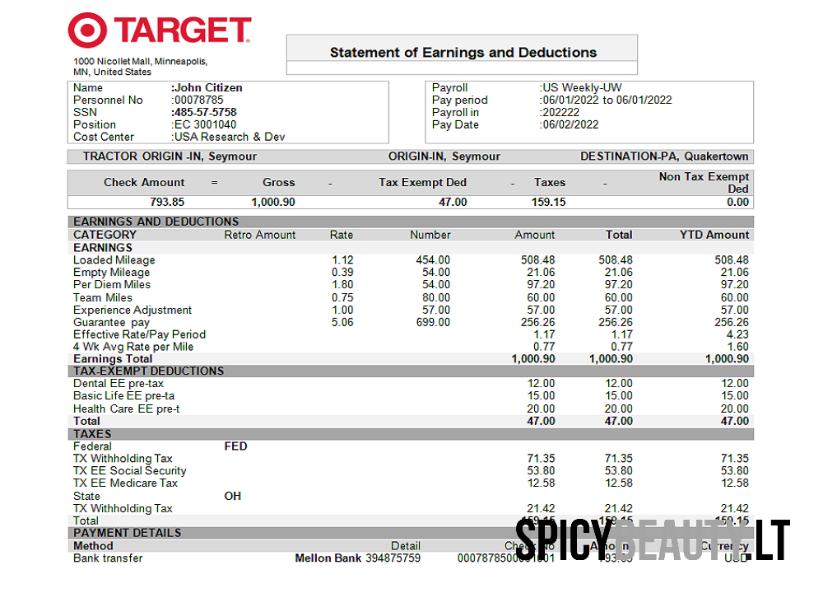 TARGET.
1000 Nicollet Mall, Minneapolis,
MN, United States
Statement of Earnings and Deductions
Name :John Citizen
Personnel No :00078785
SSN :485-57-5758
Position :EC 3001040
Cost Center :USA Research & Dev
Payroll :US Weekly-UW
Pay period :06/01/2022 to 06/01/2022
Payroll in :202222
Pay Date :06/02/2022
TRACTOR ORIGIN -IN, Seymour ORIGIN-IN, Seymour DESTINATION-PA, Quakertown
Check Amount = Gross - Tax Exempt Ded - Taxes - Non Tax Exempt Ded
793.85 1,000.90 47.00 159.15 0.00
EARNINGS AND DEDUCTIONS
CATEGORY Retro Amount Rate Number Amount Total YTD Amount
EARNINGS
Loaded Mileage 1.12 454.00 508.48 508.48 508.48
Empty Mileage 0.39 54.00 21.06 21.06 21.06
Per Diem Miles 1.80 54.00 97.20 97.20 97.20
Team Miles 0.75 80.00 60.00 60.00 60.00
Experience Adjustment 1.00 57.00 57.00 57.00 57.00
Guarantee pay 5.06 699.00 256.26 256.26 256.26
Effective Rate/Pay Period 1.17 1.17 4.23
4 Wk Avg Rate per Mile 0.77 0.77 1.60
Earnings Total 1,000.90 1,000.90 1,000.90
TAX-EXEMPT DEDUCTIONS
Dental EE pre-tax 12.00 12.00 12.00
Basic Life EE pre-ta 15.00 15.00 15.00
Health Care EE pre-t 20.00 20.00 20.00
Total 47.00 47.00 47.00
TAXES
Federal FED
TX Withholding Tax 71.35 71.35 71.35
TX EE Social Security 53.80 53.80 53.80
TX EE Medicare Tax 12.58 12.58 12.58
State OH
TX Withholding Tax 21.42 21.42 21.42
Total 159.15 159.15 159.15
SPICYBEAUTY.LT
PAYMENT DETAILS
Method Detail Check No Amount Currency
Bank transfer Mellon Bank 394875759 USD